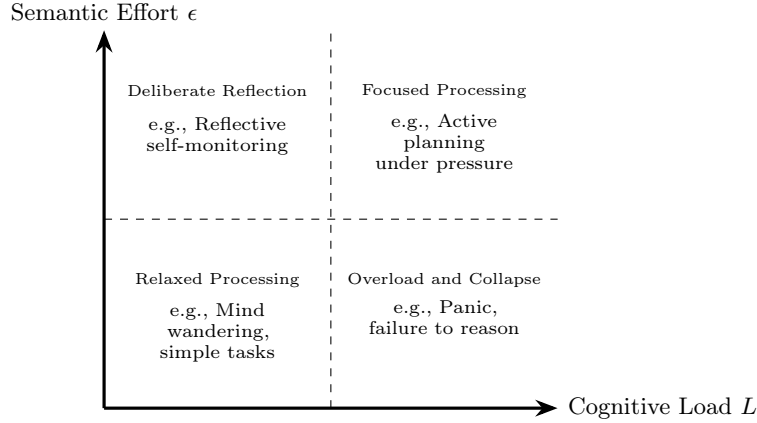 Semantic Effort ϵ
Deliberate Reflection
e.g., Reflective
self-monitoring
Focused Processing
e.g., Active
planning
under pressure
Relaxed Processing
e.g., Mind
wandering,
simple tasks
Overload and Collapse
e.g., Panic,
failure to reason
Cognitive Load L